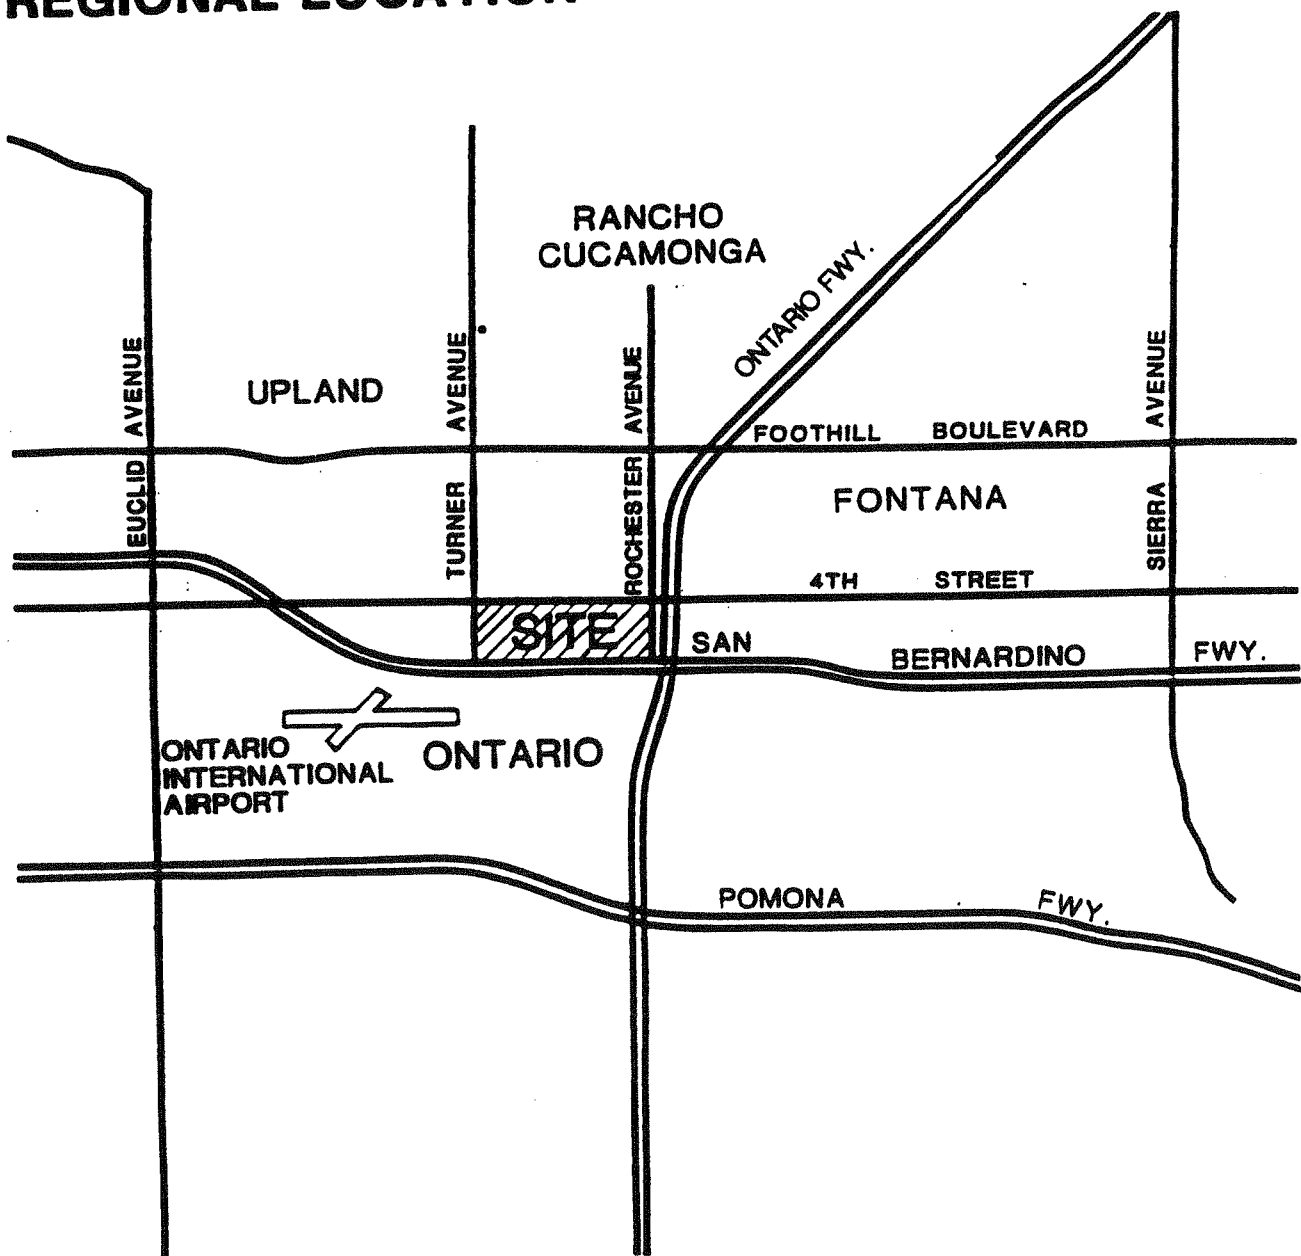 REGIONAL LOCATION
RANCHO
CUCAMONGA
ONTARIO FWY.
EUCLID AVENUE
UPLAND
TURNER AVENUE
ROCHESTER AVENUE
SIERRA AVENUE
FOOTHILL BOULEVARD
FONTANA
4TH STREET
SITE
SAN BERNARDINO FWY.
ONTARIO
INTERNATIONAL
AIRPORT
ONTARIO
POMONA FWY.